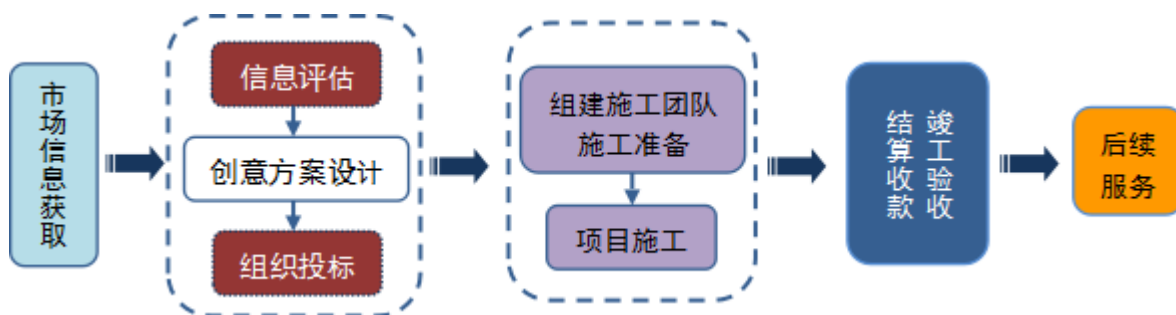 市场信息获取
信息评估
创意方案设计
组织投标
组建施工团队
施工准备
项目施工
竣工验收
结算收款
后续
服务